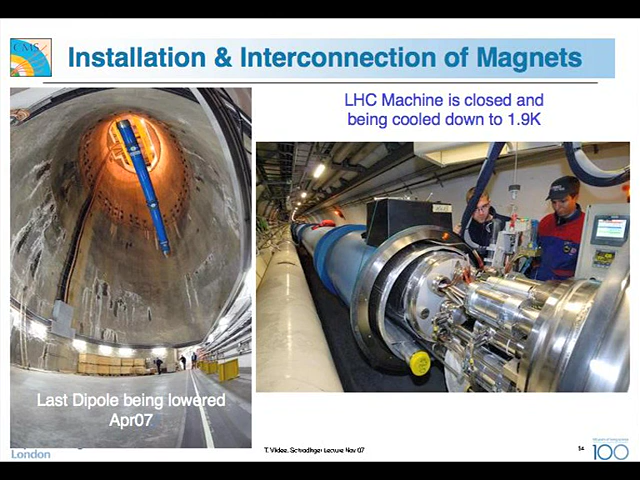 CMS
Installation & Interconnection of Magnets
LHC Machine is closed and
being cooled down to 1.9K
Last Dipole being lowered
Apr07
London
T. Virdee, Schrodinger Lecture Nov 07
14
100